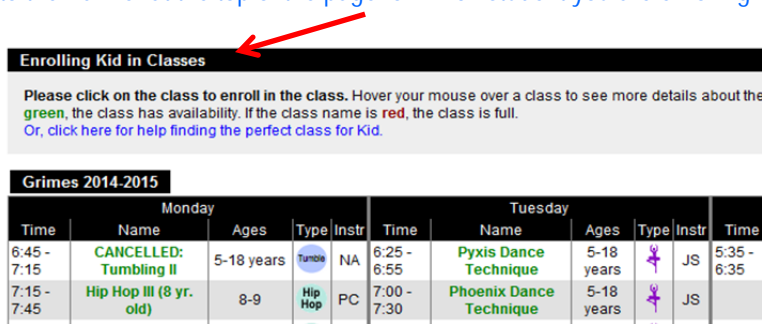 Enrolling Kid in Classes
Please click on the class to enroll in the class. Hover your mouse over a class to see more details about the
green, the class has availability. If the class name is red, the class is full.
Or, click here for help finding the perfect class for Kid.
Grimes 2014-2015
Monday Tuesday
Time Name Ages Type Instr Time Name Ages Type Instr Time
6:45 - 7:15 CANCELLED: Tumbling II 5-18 years Tumble NA 6:25 - 6:55 Pyxis Dance Technique 5-18 years JS 5:35 - 6:35
7:15 - 7:45 Hip Hop III (8 yr. old) 8-9 Hip Hop PC 7:00 - 7:30 Phoenix Dance Technique 5-18 years JS